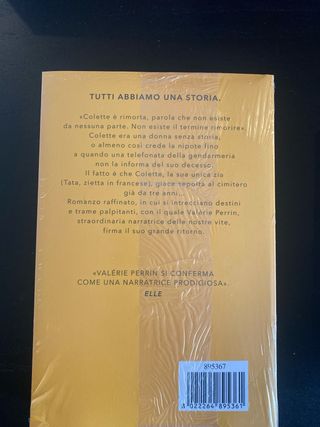 TUTTI ABBIAMO UNA STORIA.
«Colette è rimorta, parola che non esiste
da nessuna parte. Non esiste il termine rimorire»
Colette era una donna senza storia,
o almeno così crede la nipote fino
a quando una telefonata della gendarmeria
non la informa del suo decesso.
Il fatto è che Colette, la sua unica zia
(Tata, zietta in francese), giace sepolta al cimitero
già da tre anni...
Romanzo raffinato, in cui si intrecciano destini
e trame palpitanti, con il quale Valérie Perrin,
straordinaria narratrice delle nostre vite,
firma il suo grande ritorno.
«VALÉRIE PERRIN SI CONFERMA
COME UNA NARRATRICE PRODIGIOSA».
ELLE
895367
3 022264 895361